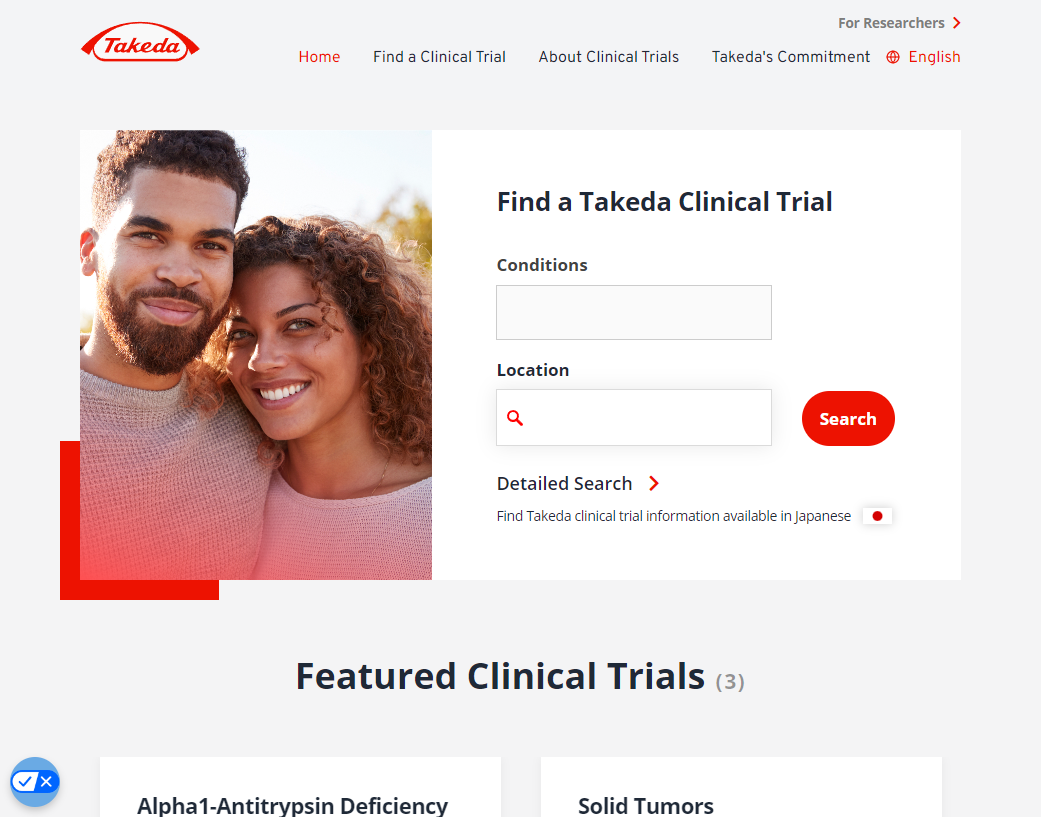 For Researchers
Takeda
Home
Find a Clinical Trial
About Clinical Trials
Takeda's Commitment
English
Find a Takeda Clinical Trial
Conditions
Location
Search
Detailed Search
Find Takeda clinical trial information available in Japanese
Featured Clinical Trials (3)
Alpha1-Antitrypsin Deficiency
Solid Tumors